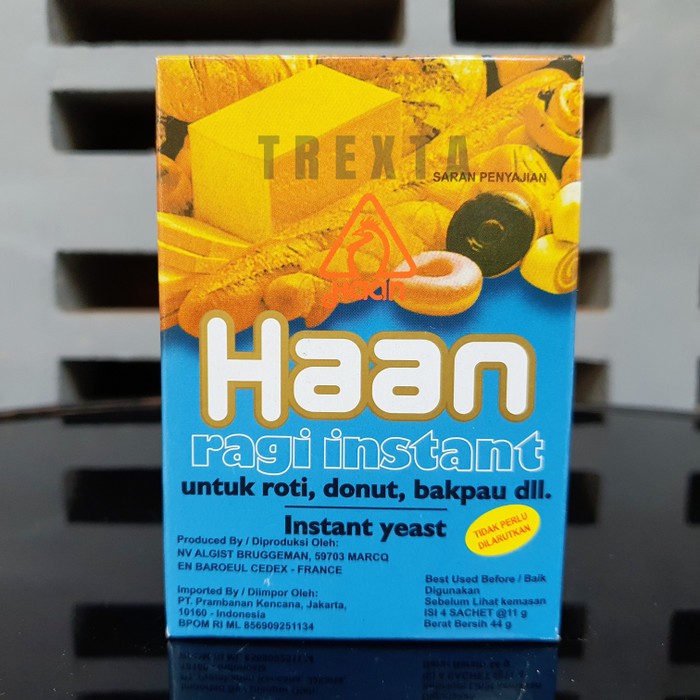 TREXTA
SARAN PENYAJIAN
Haan
ragi instant
untuk roti, donut, bakpau dll.
Instant yeast
TIDAK PERLU
DILARUTKAN
Produced By / Diproduksi Oleh:
NV ALGIST BRUGGEMAN, 59703 MARCQ
EN BAROEUL CEDEX - FRANCE
Imported By / Diimpor Oleh:
PT. Prambanan Kencana, Jakarta,
10160 - Indonesia
BPOM RI ML 856909251134
Best Used Before / Baik
Digunakan
Sebelum Lihat kemasan
ISI 4 SACHET @11 g
Berat Bersih 44 g